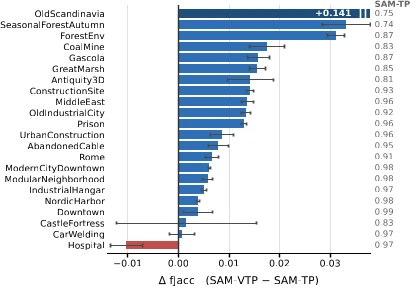 SAM-TP
OldScandinavia +0.141 0.75
SeasonalForestAutumn 0.74
ForestEnv 0.87
CoalMine 0.83
Gascola 0.87
GreatMarsh 0.85
Antiquity3D 0.81
ConstructionSite 0.93
MiddleEast 0.96
OldIndustrialCity 0.92
Prison 0.96
UrbanConstruction 0.96
AbandonedCable 0.95
Rome 0.91
ModernCityDowntown 0.98
ModularNeighborhood 0.98
IndustrialHangar 0.97
NordicHarbor 0.98
Downtown 0.99
CastleFortress 0.83
CarWelding 0.97
Hospital 0.97
−0.01 0.00 0.01 0.02 0.03
Δ fJacc (SAM-VTP − SAM-TP)